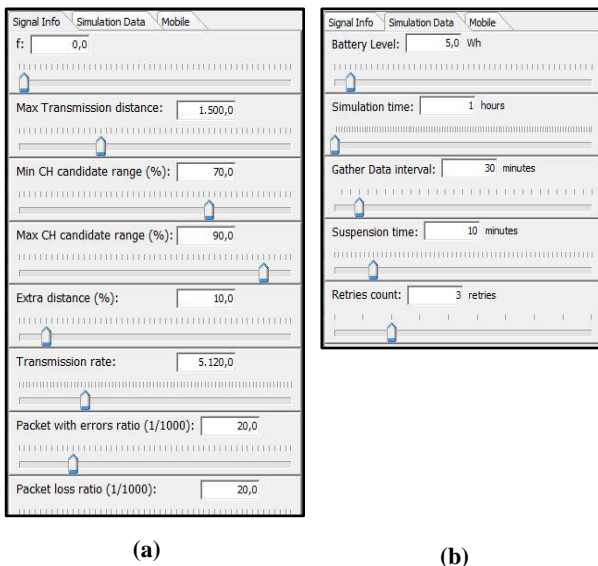 Signal Info Simulation Data Mobile
f: 0,0
Max Transmission distance: 1.500,0
Min CH candidate range (%): 70,0
Max CH candidate range (%): 90,0
Extra distance (%): 10,0
Transmission rate: 5.120,0
Packet with errors ratio (1/1000): 20,0
Packet loss ratio (1/1000): 20,0
(a)
Signal Info Simulation Data Mobile
Battery Level: 5,0 Wh
Simulation time: 1 hours
Gather Data interval: 30 minutes
Suspension time: 10 minutes
Retries count: 3 retries
(b)